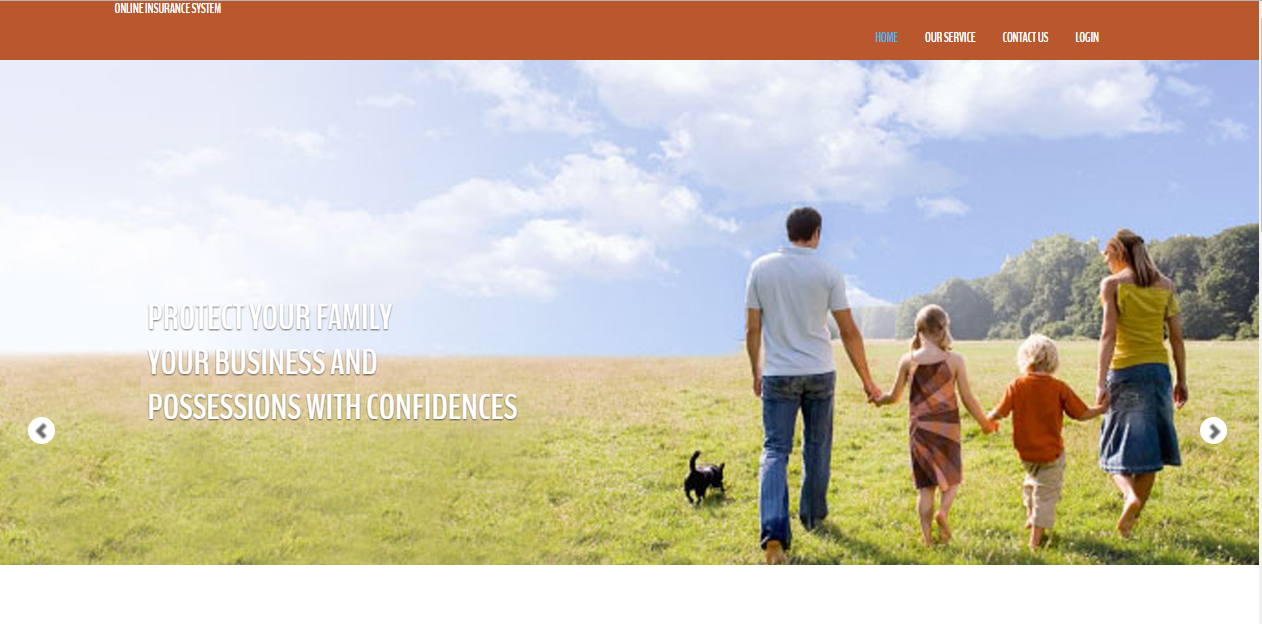 ONLINE INSURANCE SYSTEM
HOME OUR SERVICE CONTACT US LOGIN
PROTECT YOUR FAMILY
YOUR BUSINESS AND
POSSESSIONS WITH CONFIDENCES